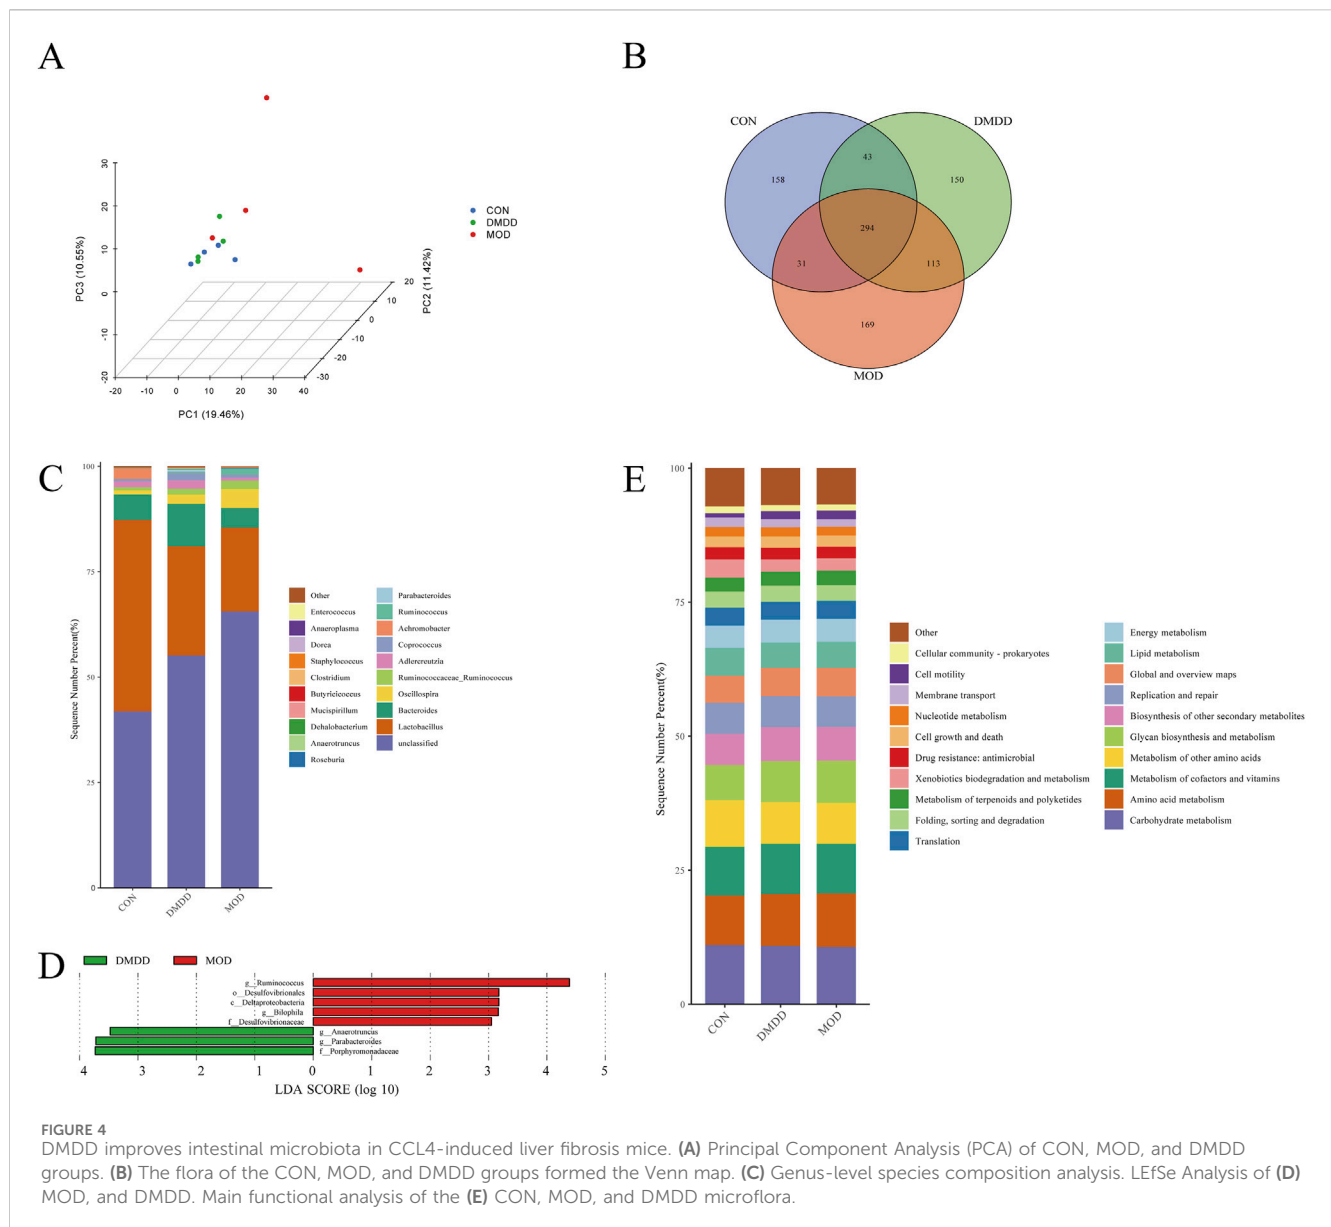 A
30
20
10
0
-10
-20
PC3 (10.55%)
-20
-10
0
10
20
30
40
PC1 (19.46%)
20
10
0
-10
-20
-30
PC2 (11.42%)
CON
DMDD
MOD
B
CON
DMDD
MOD
158
43
150
294
31
113
169
C
100
75
50
25
0
Sequence Number Percent(%)
CON
DMDD
MOD
Other
Enterococcus
Anaeroplasma
Dorea
Staphylococcus
Clostridium
Butyricicoccus
Mucispirillum
Dehalobacterium
Anaerotruncus
Roseburia
Parabacteroides
Ruminococcus
Achromobacter
Coprococcus
Adlercreutzia
Ruminococcaceae_Ruminococcus
Oscillospira
Bacteroides
Lactobacillus
unclassified
D
DMDD
MOD
g__Ruminococcus
o__Desulfovibrionales
c__Deltaproteobacteria
g__Bilophila
f__Desulfovibrionaceae
g__Anaerotruncus
g__Parabacteroides
f__Porphyromonadaceae
4 3 2 1 0 1 2 3 4 5
LDA SCORE (log 10)
E
100
75
50
25
0
Sequence Number Percent(%)
CON
DMDD
MOD
Other
Cellular community - prokaryotes
Cell motility
Membrane transport
Nucleotide metabolism
Cell growth and death
Drug resistance: antimicrobial
Xenobiotics biodegradation and metabolism
Metabolism of terpenoids and polyketides
Folding, sorting and degradation
Translation
Energy metabolism
Lipid metabolism
Global and overview maps
Replication and repair
Biosynthesis of other secondary metabolites
Glycan biosynthesis and metabolism
Metabolism of other amino acids
Metabolism of cofactors and vitamins
Amino acid metabolism
Carbohydrate metabolism
FIGURE 4
DMDD improves intestinal microbiota in CCL4-induced liver fibrosis mice. (A) Principal Component Analysis (PCA) of CON, MOD, and DMDD
groups. (B) The flora of the CON, MOD, and DMDD groups formed the Venn map. (C) Genus-level species composition analysis. LEfSe Analysis of (D)
MOD, and DMDD. Main functional analysis of the (E) CON, MOD, and DMDD microflora.